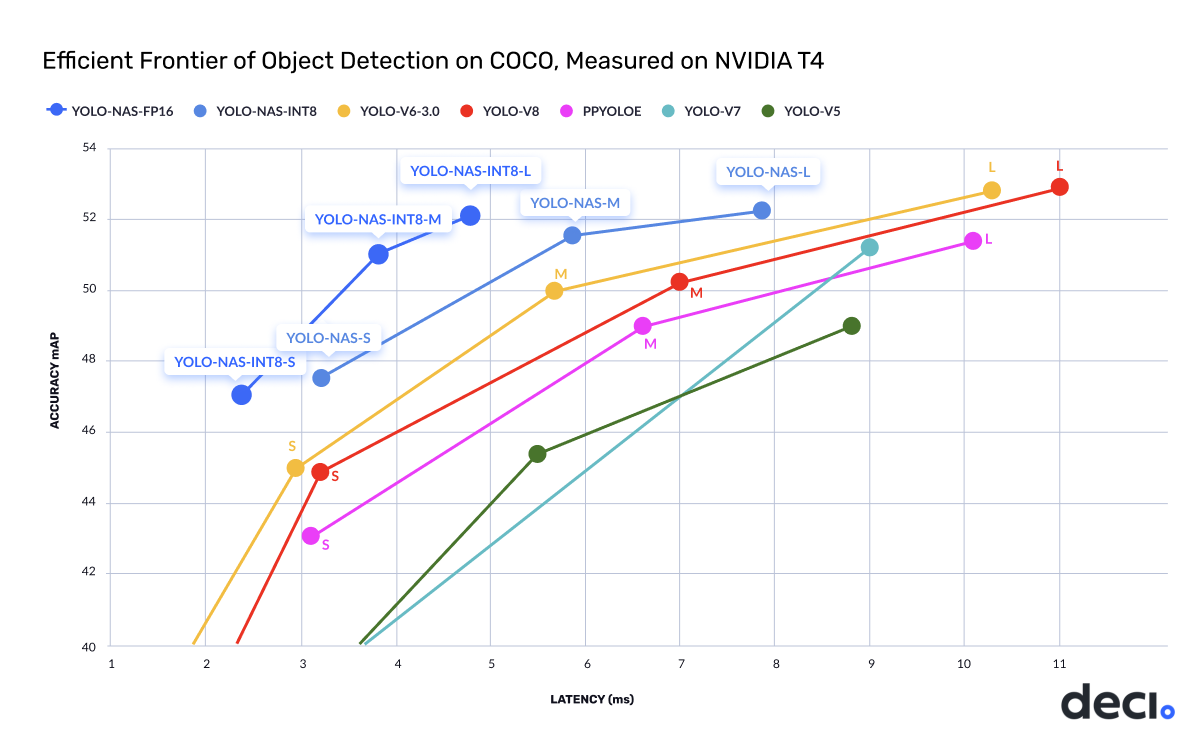 Efficient Frontier of Object Detection on COCO, Measured on NVIDIA T4
YOLO-NAS-FP16 YOLO-NAS-INT8 YOLO-V6-3.0 YOLO-V8 PPYOLOE YOLO-V7 YOLO-V5
54
YOLO-NAS-INT8-L
YOLO-NAS-L
L
L
YOLO-NAS-M
52
YOLO-NAS-INT8-M
L
M
50
M
YOLO-NAS-S
M
48
YOLO-NAS-INT8-S
ACCURACY mAP
46
S
S
44
S
42
40
1 2 3 4 5 6 7 8 9 10 11
LATENCY (ms)
deci.